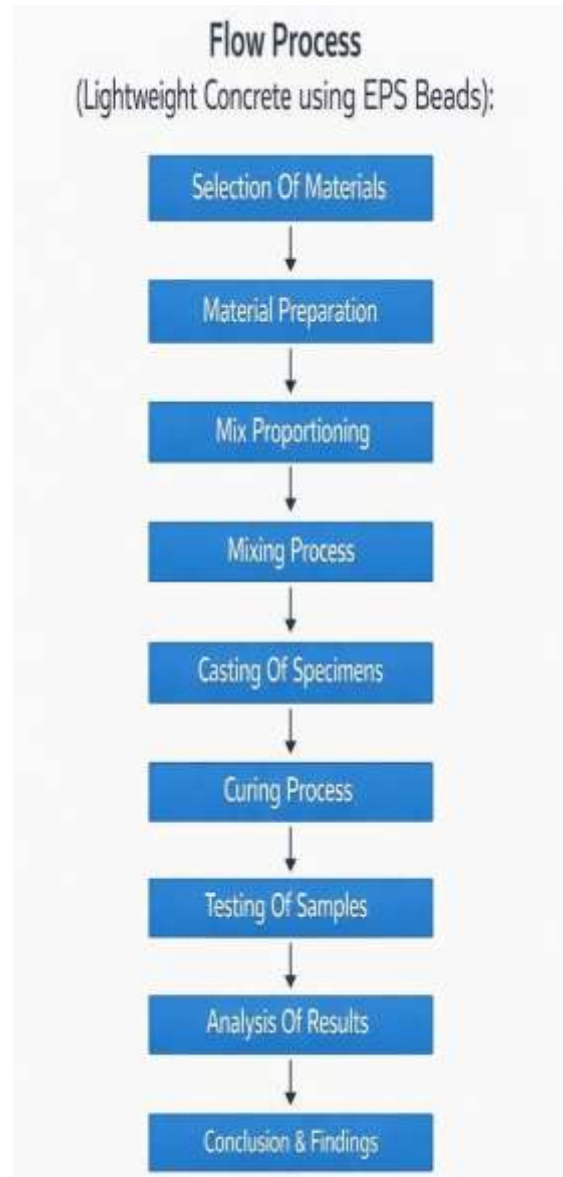 Flow Process
(Lightweight Concrete using EPS Beads):
Selection Of Materials
Material Preparation
Mix Proportioning
Mixing Process
Casting Of Specimens
Curing Process
Testing Of Samples
Analysis Of Results
Conclusion & Findings